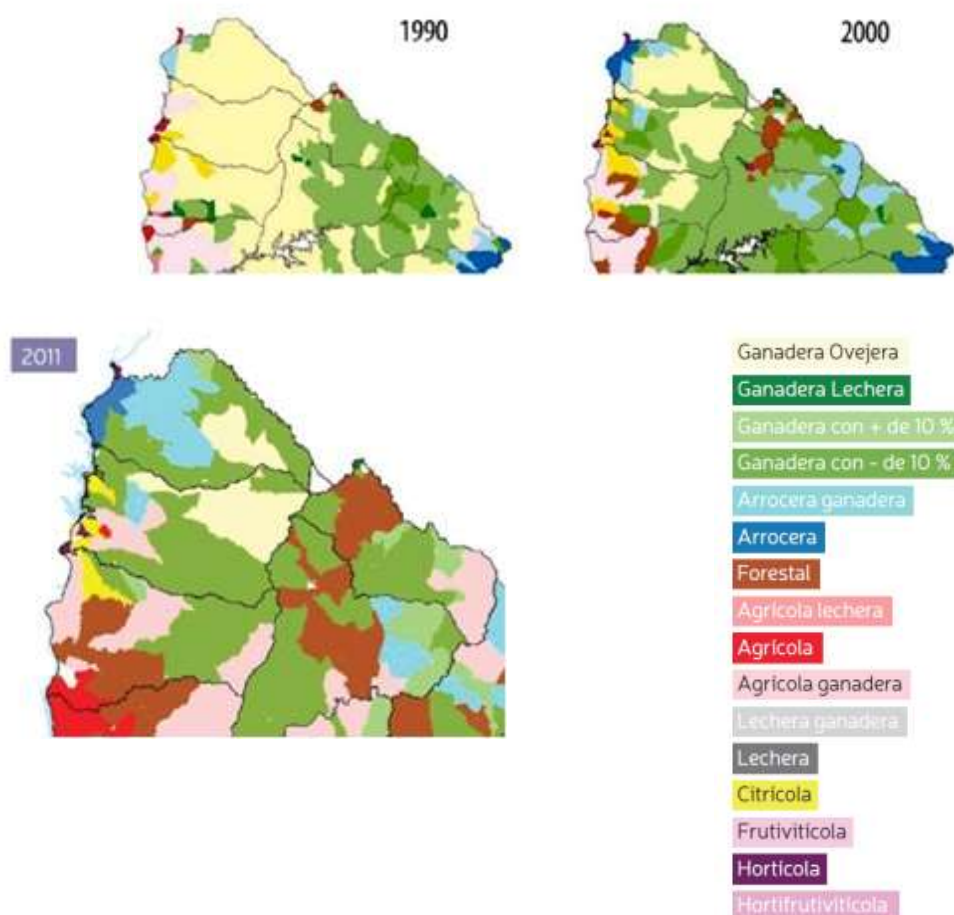 1990
2000
2011
Ganadera Ovejera
Ganadera Lechera
Ganadera con + de 10 %
Ganadera con - de 10 %
Arrocera ganadera
Arrocera
Forestal
Agrícola lechera
Agrícola
Agrícola ganadera
Lechera ganadera
Lechera
Citrícola
Frutivitícola
Hortícola
Hortifrutivitícola